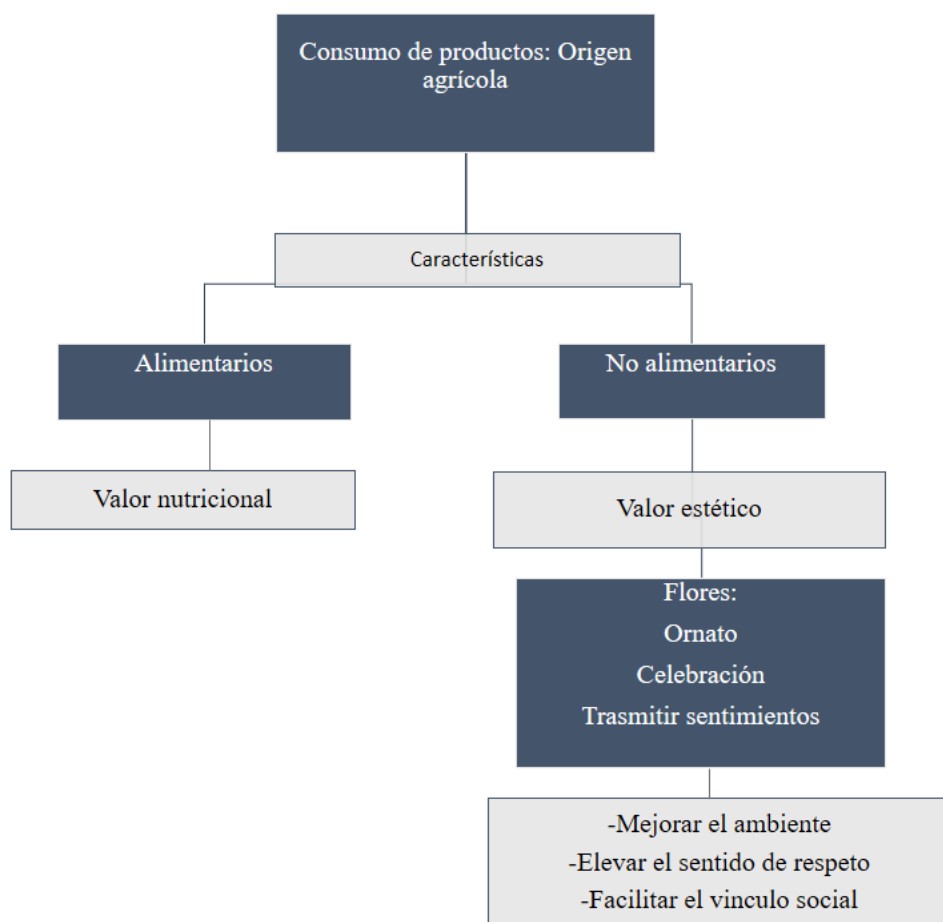 Consumo de productos: Origen
agrícola
Características
Alimentarios
No alimentarios
Valor nutricional
Valor estético
Flores:
Ornato
Celebración
Trasmitir sentimientos
-Mejorar el ambiente
-Elevar el sentido de respeto
-Facilitar el vinculo social